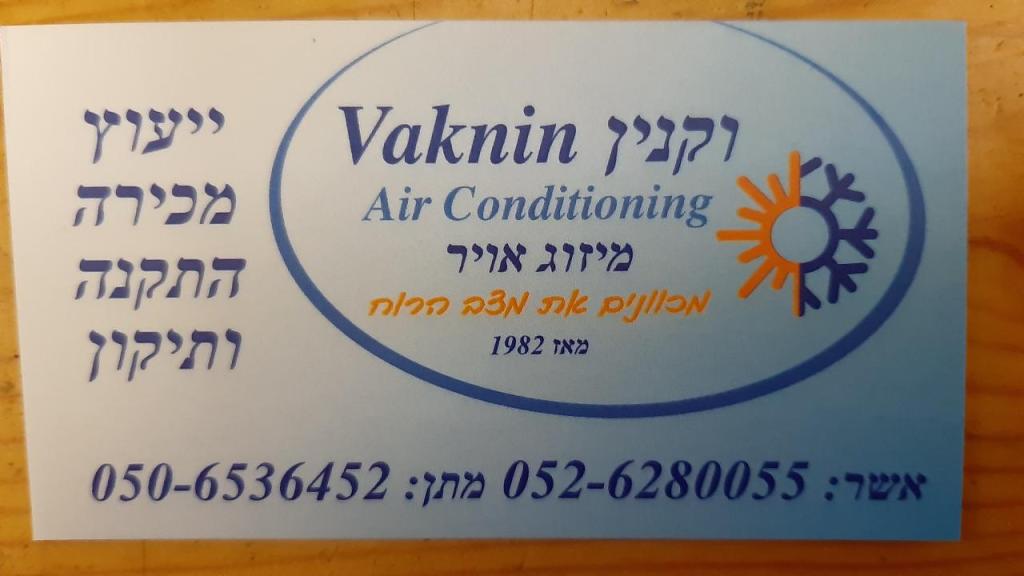 וקנין Vaknin
Air Conditioning
מיזוג אויר
מכוונים את מצב הרוח
מאז 1982
ייעוץ
מכירה
התקנה
ותיקון
אשר: 052-6280055 מתן: 050-6536452